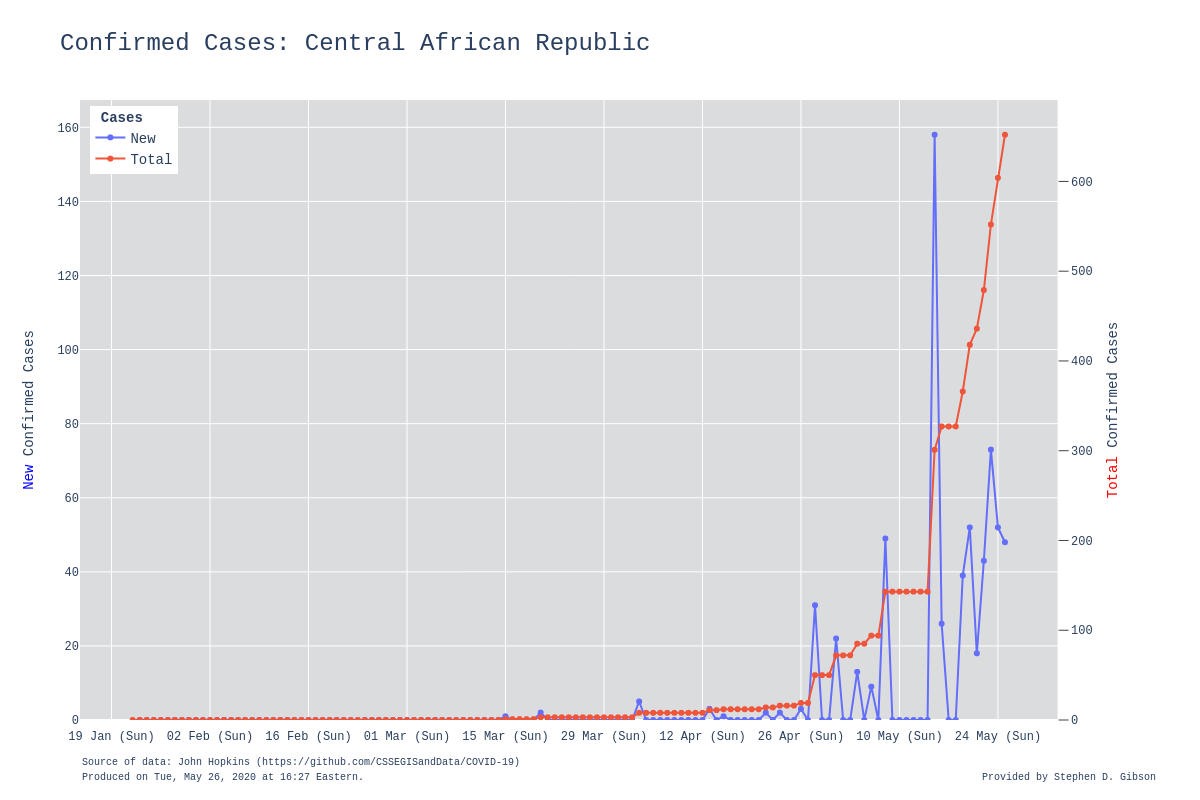 Confirmed Cases: Central African Republic
Cases
New
Total
160
140
120
100
80
60
40
20
0
600
500
400
300
200
100
0
New Confirmed Cases
Total Confirmed Cases
19 Jan (Sun) 02 Feb (Sun) 16 Feb (Sun) 01 Mar (Sun) 15 Mar (Sun) 29 Mar (Sun) 12 Apr (Sun) 26 Apr (Sun) 10 May (Sun) 24 May (Sun)
Source of data: John Hopkins (https://github.com/CSSEGISandData/COVID-19)
Produced on Tue, May 26, 2020 at 16:27 Eastern.
Provided by Stephen D. Gibson